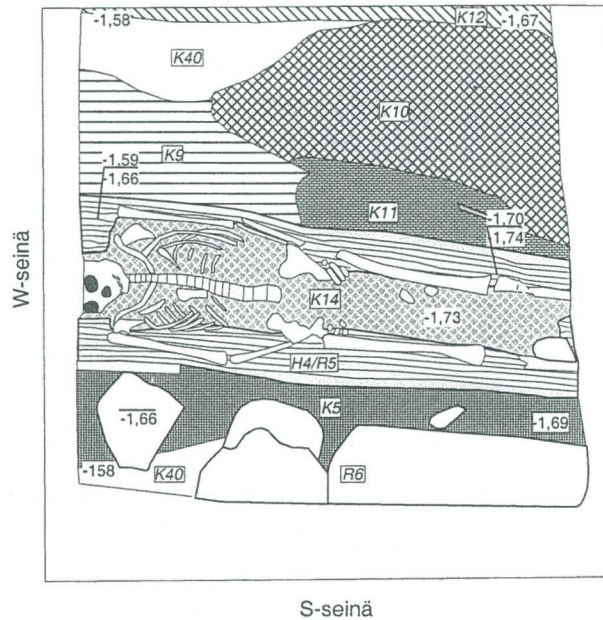 -1,58
K12
-1,67
K40
K10
K9
-1,59
-1,66
K11
-1,70
-1,74
K14
-1,73
H4/R5
K5
-1,66
-1,69
-158
K40
R6
W-seinä
S-seinä